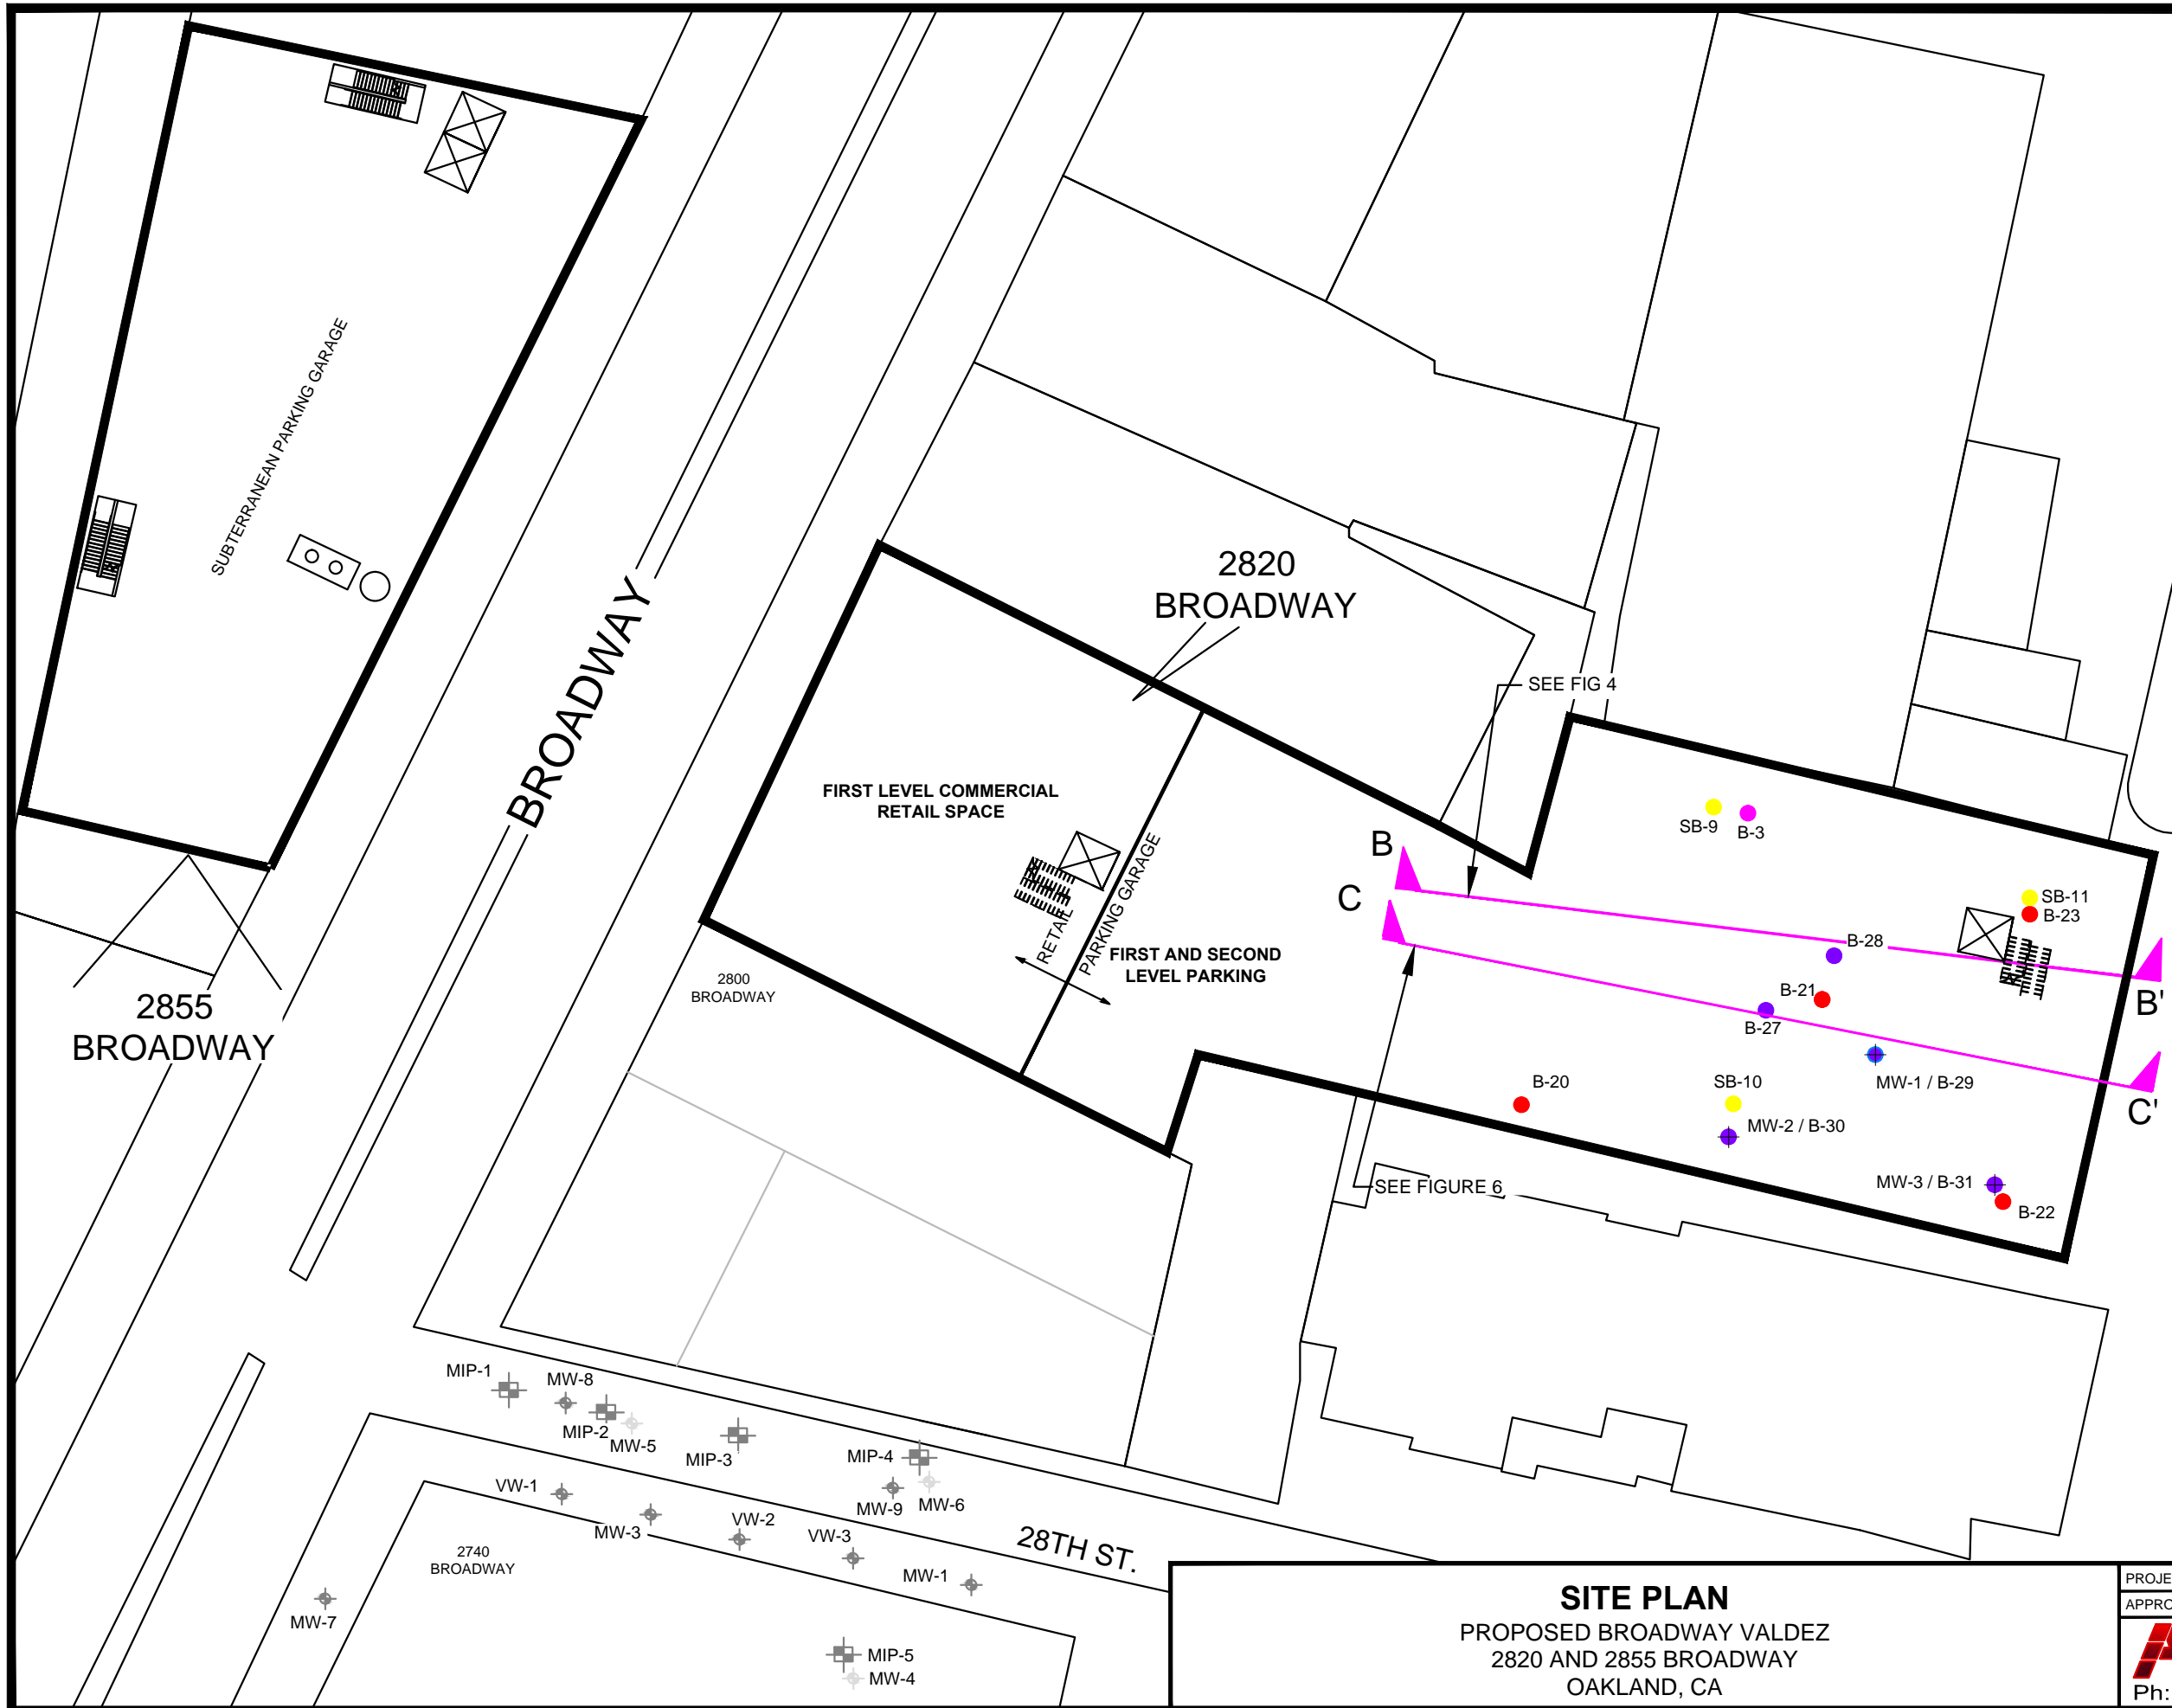 SUBTERRANEAN PARKING GARAGE
BROADWAY
2820
BROADWAY
SEE FIG 4
FIRST LEVEL COMMERCIAL
RETAIL SPACE
SB-9
B-3
B
C
SB-11
B-23
RETAIL
PARKING GARAGE
FIRST AND SECOND
LEVEL PARKING
B-28
B-21
B-27
B'
2800
BROADWAY
2855
BROADWAY
B-20
SB-10
MW-1 / B-29
C'
MW-2 / B-30
SEE FIGURE 6
MW-3 / B-31
B-22
MIP-1
MW-8
MIP-2
MW-5
MIP-3
MIP-4
MW-9
MW-6
VW-1
MW-3
VW-2
VW-3
MW-1
28TH ST.
2740
BROADWAY
MW-7
MIP-5
MW-4
SITE PLAN
PROPOSED BROADWAY VALDEZ
2820 AND 2855 BROADWAY
OAKLAND, CA
Ph: